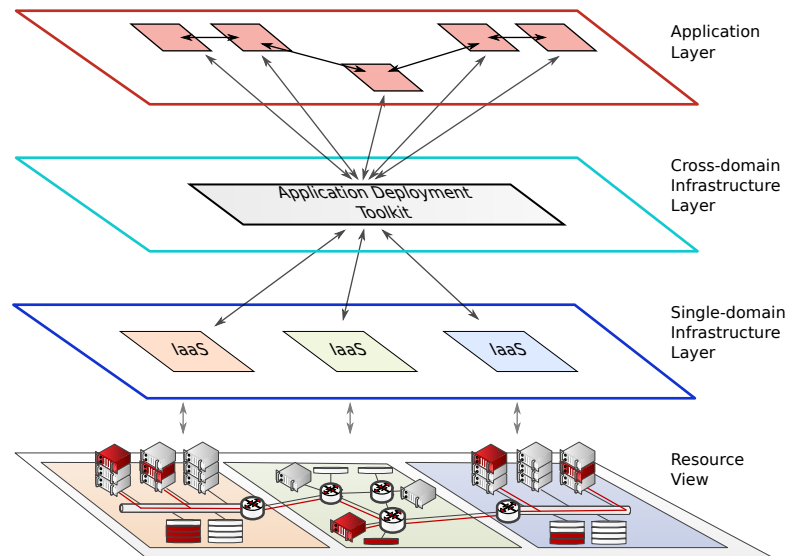 Application
Layer
Cross-domain
Infrastructure
Layer
Application Deployment
Toolkit
Single-domain
Infrastructure
Layer
IaaS
IaaS
IaaS
Resource
View